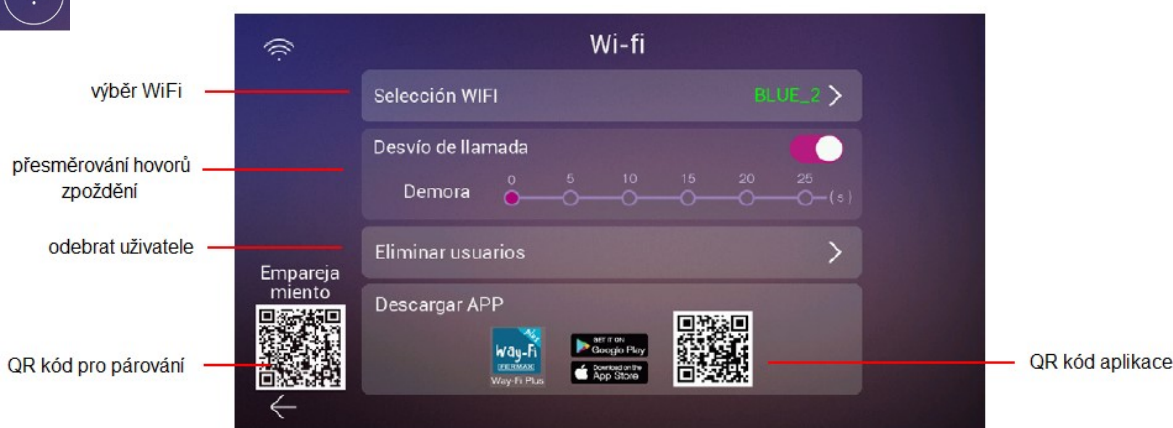 Wi-fi
výběr WiFi
Selección WIFI
BLUE_2
přesměrování hovorů
zpoždění
Desvío de llamada
0 5 10 15 20 25
Demora
(s)
odebrat uživatele
Eliminar usuarios
Empareja
miento
Descargar APP
Plus
Way-Fi
FERMAX
Way-Fi Plus
GET IT ON
Google Play
Download on the
App Store
QR kód pro párování
QR kód aplikace